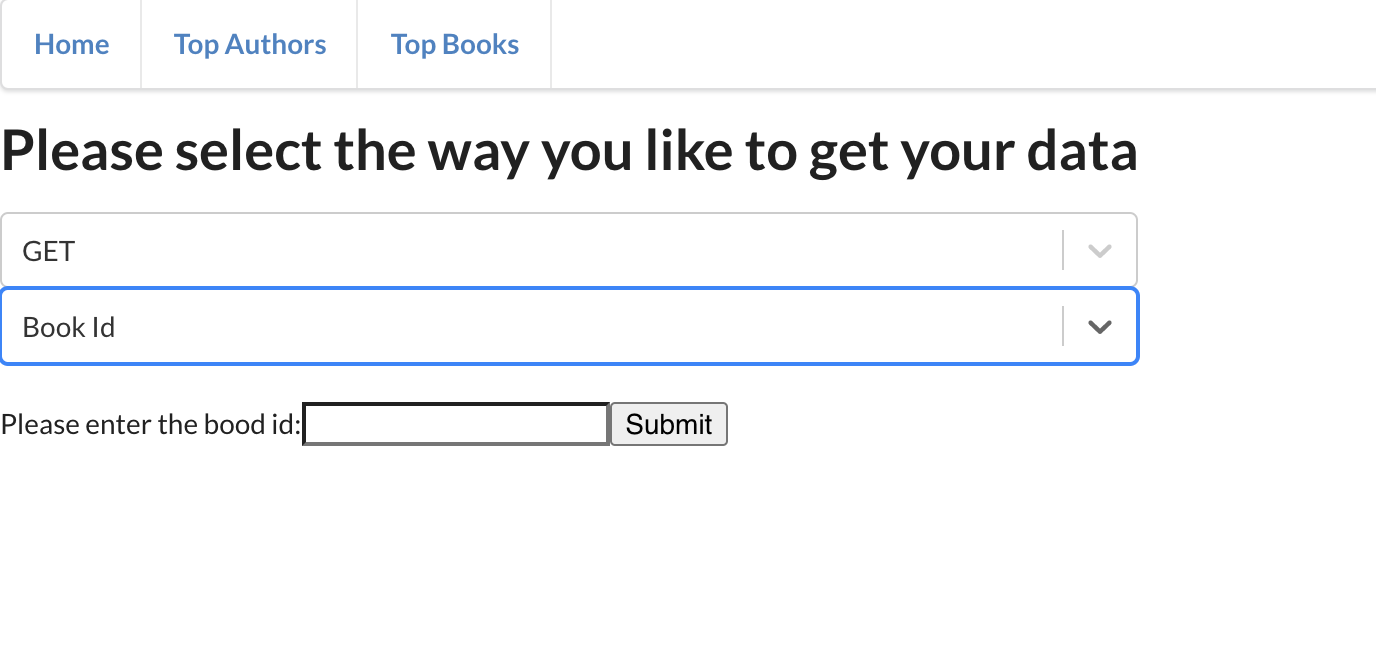 Home Top Authors Top Books
Please select the way you like to get your data
GET
Book Id
Please enter the bood id: Submit